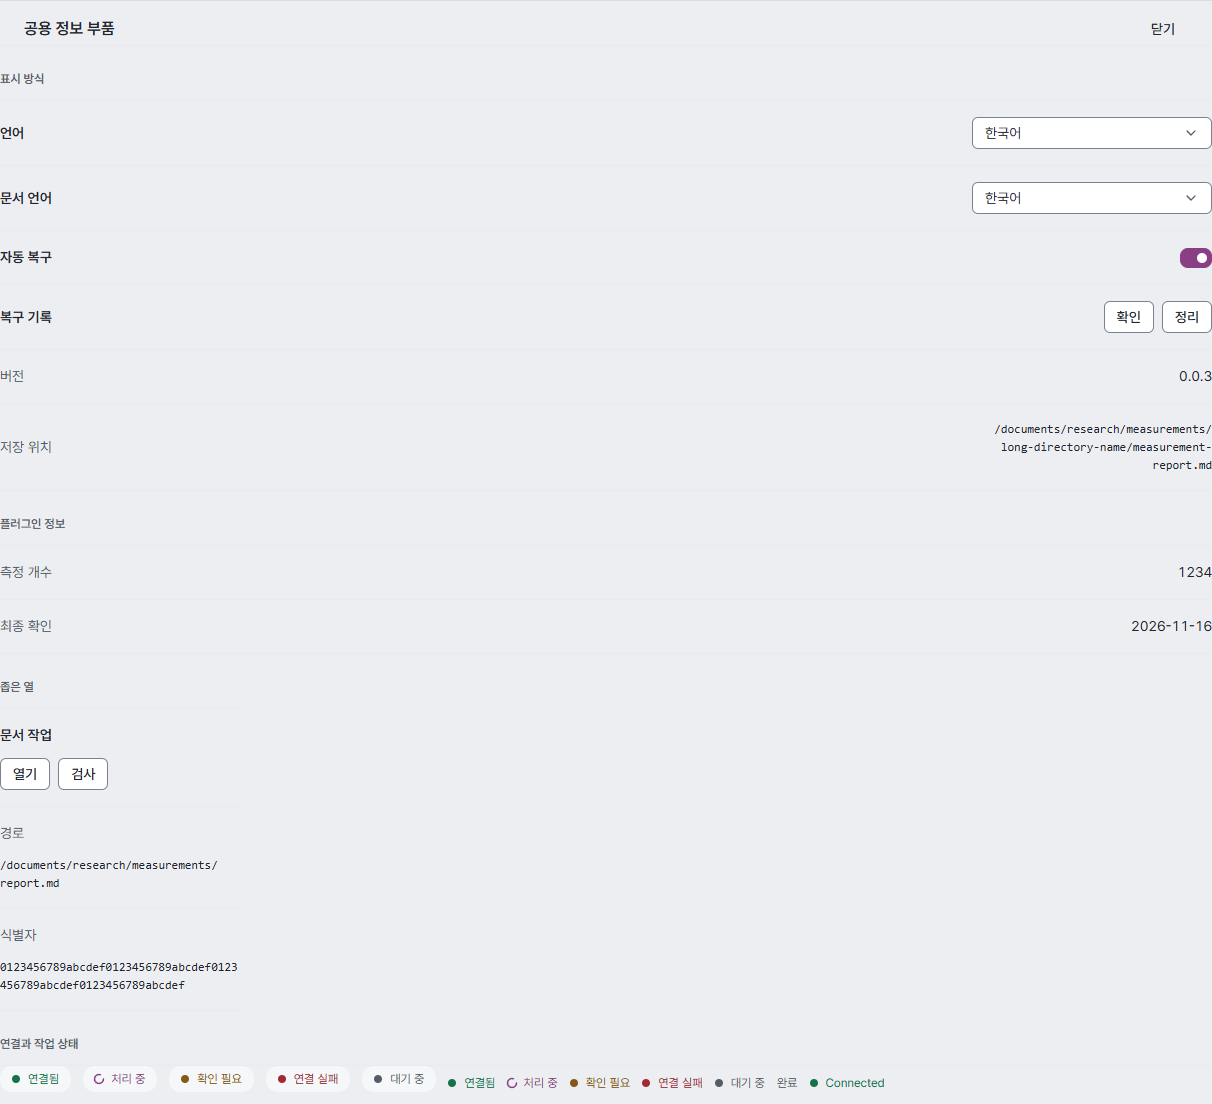 공용 정보 부품
닫기
표시 방식
언어
한국어
문서 언어
한국어
자동 복구
복구 기록
확인
정리
버전
0.0.3
저장 위치
/documents/research/measurements/
long-directory-name/measurement-
report.md
플러그인 정보
측정 개수
1234
최종 확인
2026-11-16
좁은 열
문서 작업
열기
검사
경로
/documents/research/measurements/
report.md
식별자
0123456789abcdef0123456789abcdef0123
456789abcdef0123456789abcdef
연결과 작업 상태
연결됨 처리 중 확인 필요 연결 실패 대기 중 연결됨 처리 중 확인 필요 연결 실패 대기 중 완료 Connected